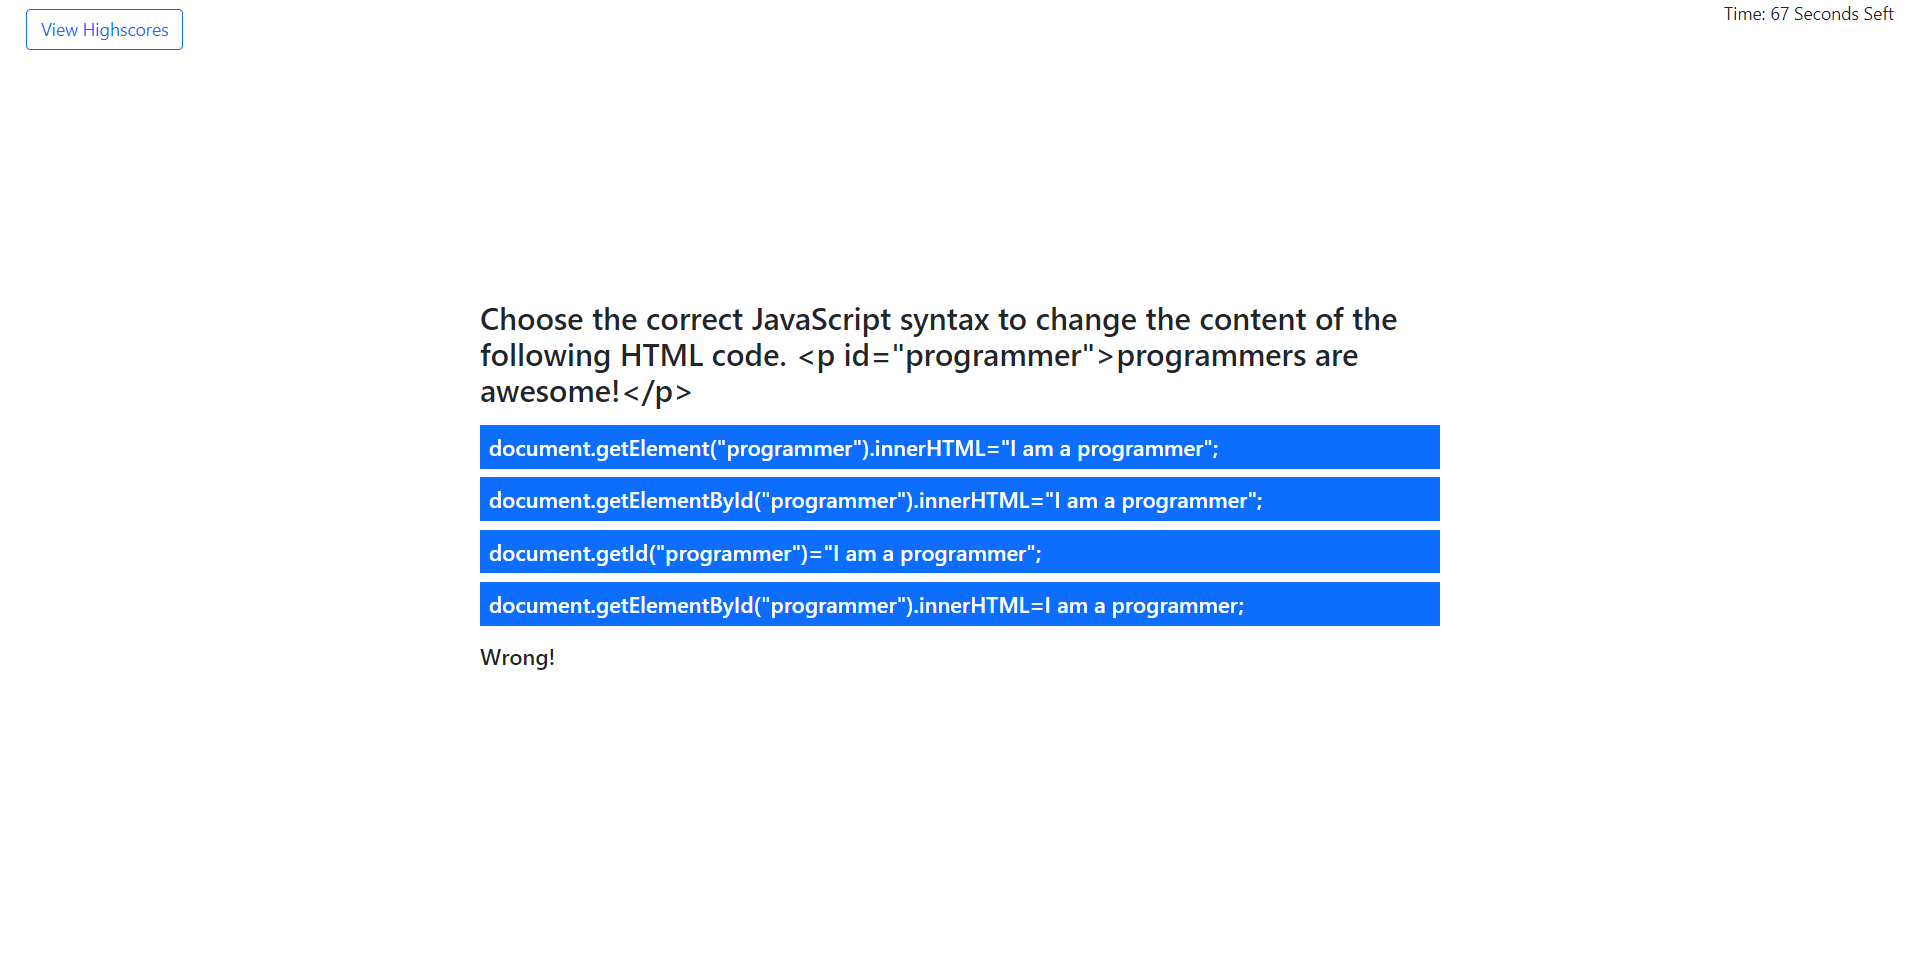 View Highscores
Time: 67 Seconds Seft
Choose the correct JavaScript syntax to change the content of the
following HTML code. <p id="programmer">programmers are
awesome!</p>
document.getElement("programmer").innerHTML="I am a programmer";
document.getElementById("programmer").innerHTML="I am a programmer";
document.getId("programmer")="I am a programmer";
document.getElementById("programmer").innerHTML=I am a programmer;
Wrong!